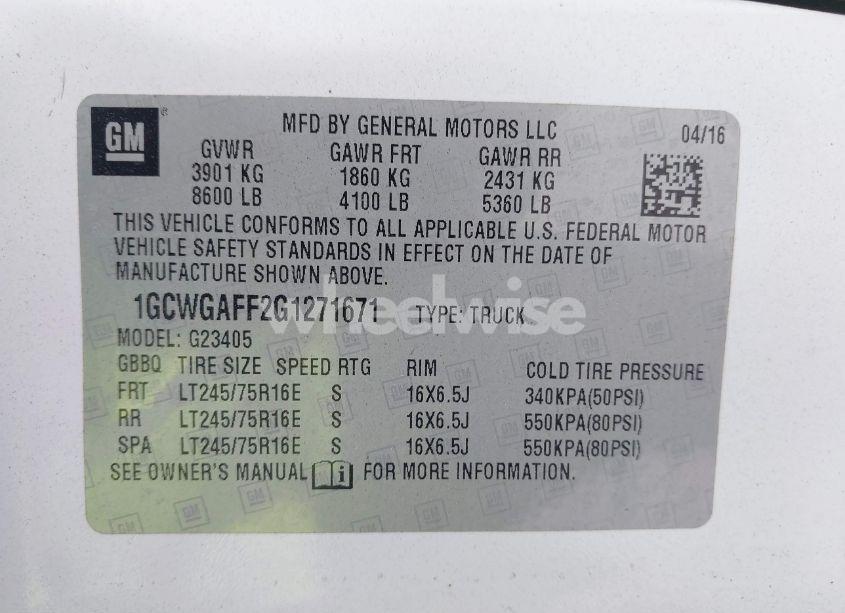 GM
MFD BY GENERAL MOTORS LLC 04/16
GVWR GAWR FRT GAWR RR
3901 KG 1860 KG 2431 KG
8600 LB 4100 LB 5360 LB
THIS VEHICLE CONFORMS TO ALL APPLICABLE U.S. FEDERAL MOTOR
VEHICLE SAFETY STANDARDS IN EFFECT ON THE DATE OF
MANUFACTURE SHOWN ABOVE.
wheelwise
1GCWGAFF2G1271671 TYPE: TRUCK
MODEL: G23405
GBBQ TIRE SIZE SPEED RTG RIM COLD TIRE PRESSURE
FRT LT245/75R16E S 16X6.5J 340KPA(50PSI)
RR LT245/75R16E S 16X6.5J 550KPA(80PSI)
SPA LT245/75R16E S 16X6.5J 550KPA(80PSI)
SEE OWNER'S MANUAL i FOR MORE INFORMATION.